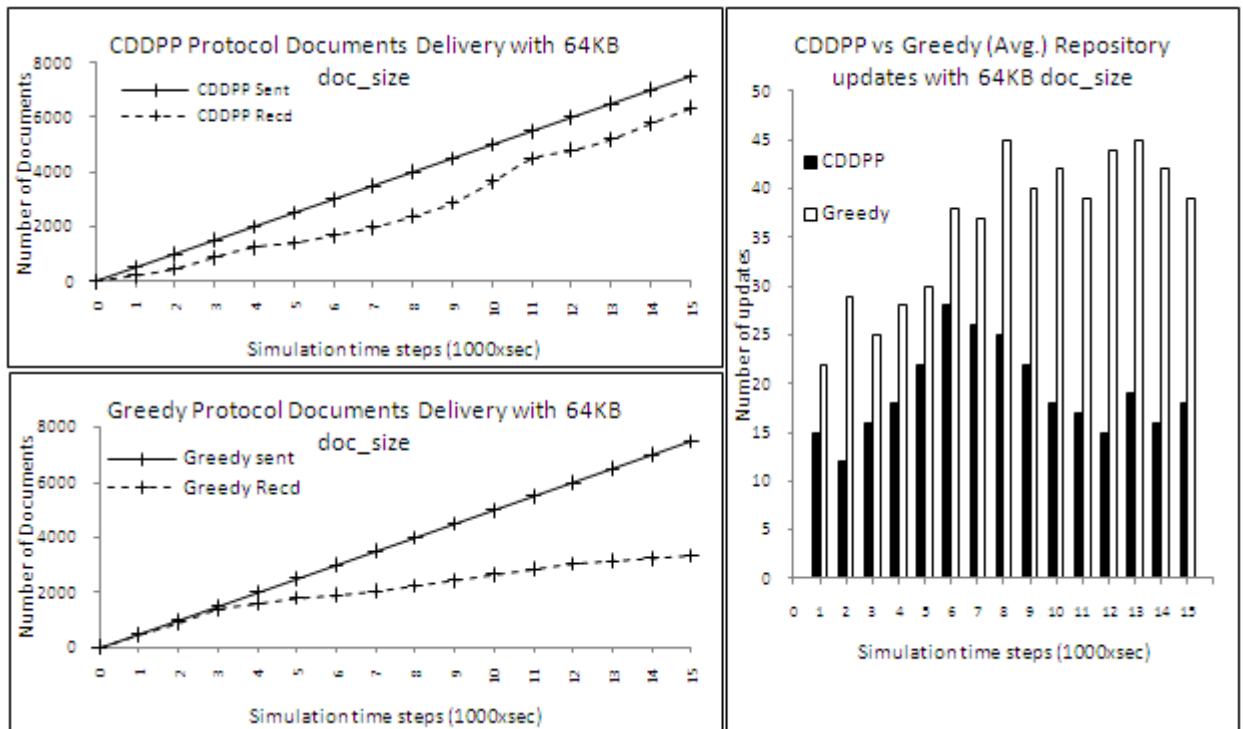 CDDPP Protocol Documents Delivery with 64KB
doc_size
CDDPP Sent
CDDPP Recd
Number of Documents
8000
6000
4000
2000
0
0 1 2 3 4 5 6 7 8 9 10 11 12 13 14 15
Simulation time steps (1000xsec)
Greedy Protocol Documents Delivery with 64KB
doc_size
Greedy sent
Greedy Recd
Number of Documents
8000
6000
4000
2000
0
0 1 2 3 4 5 6 7 8 9 10 11 12 13 14 15
Simulation time steps (1000xsec)
CDDPP vs Greedy (Avg.) Repository
updates with 64KB doc_size
CDDPP
Greedy
Number of updates
50
45
40
35
30
25
20
15
10
5
0
0 1 2 3 4 5 6 7 8 9 10 11 12 13 14 15
Simulation time steps (1000xsec)